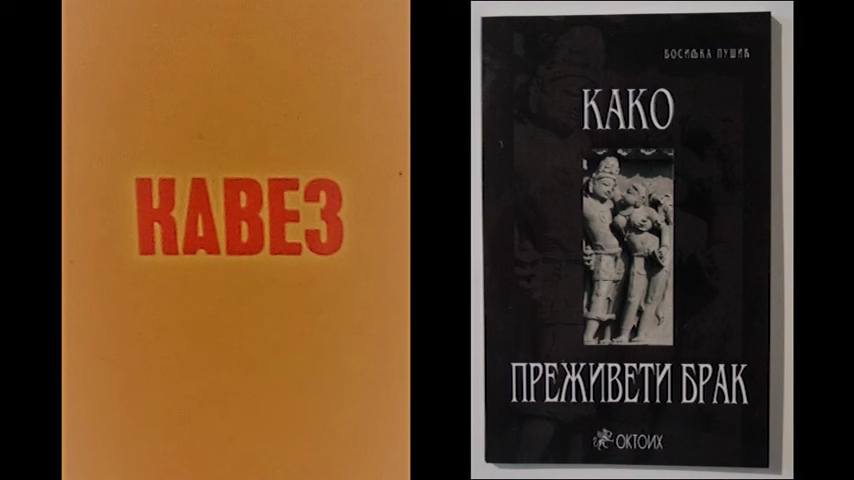 КАВЕЗ
БОСИЉКА ПУШИЋ
КАКО
ПРЕЖИВЕТИ БРАК
ОКТОИХ